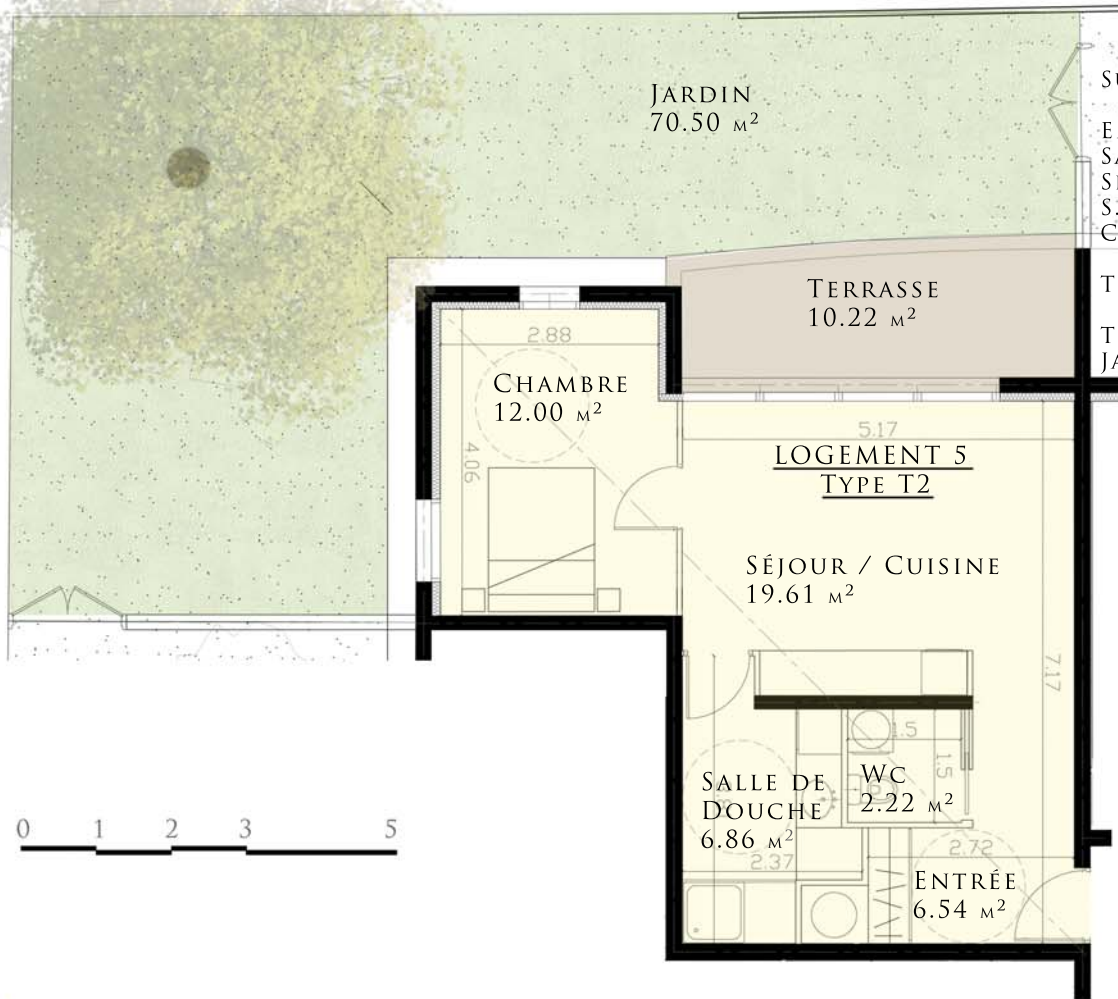 JARDIN
70.50 M²
TERRASSE
10.22 M²
2.88
CHAMBRE
12.00 M²
4.06
5.17
LOGEMENT 5
TYPE T2
SÉJOUR / CUISINE
19.61 M²
7.17
1.5
1.5
SALLE DE
DOUCHE
6.86 M²
WC
2.22 M²
2.37
2.72
ENTRÉE
6.54 M²
0 1 2 3 5